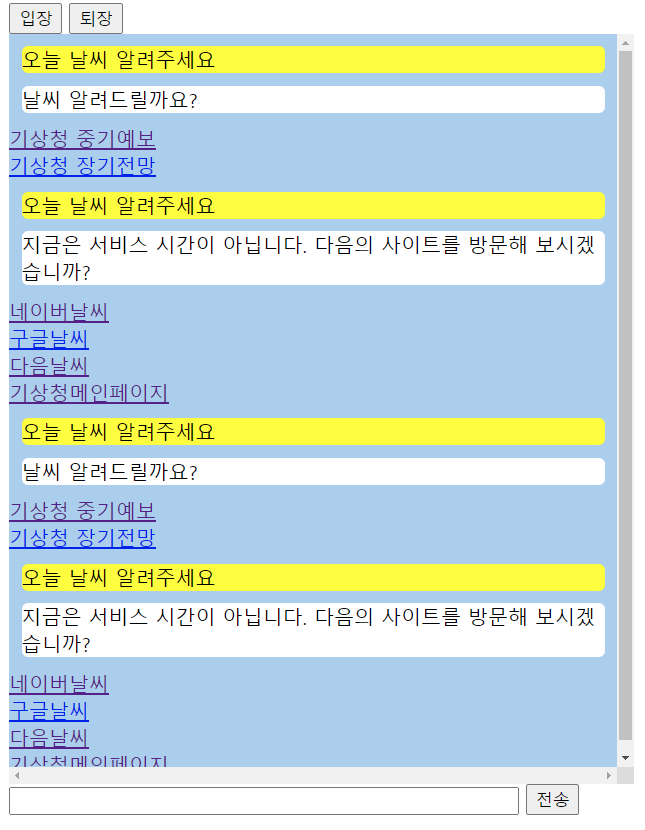 입장 퇴장
오늘 날씨 알려주세요
날씨 알려드릴까요?
기상청 중기예보
기상청 장기전망
오늘 날씨 알려주세요
지금은 서비스 시간이 아닙니다. 다음의 사이트를 방문해 보시겠
습니까?
네이버날씨
구글날씨
다음날씨
기상청메인페이지
오늘 날씨 알려주세요
날씨 알려드릴까요?
기상청 중기예보
기상청 장기전망
오늘 날씨 알려주세요
지금은 서비스 시간이 아닙니다. 다음의 사이트를 방문해 보시겠
습니까?
네이버날씨
구글날씨
다음날씨
기상청메인페이지
전송